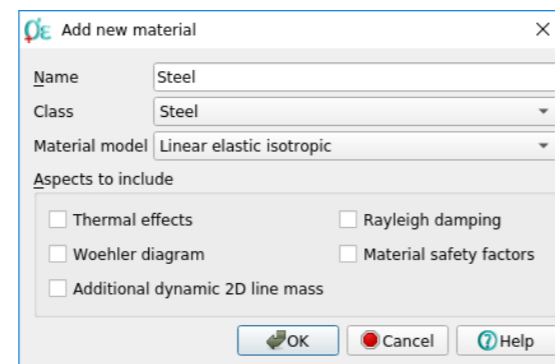 Add new material
Name Steel
Class Steel
Material model Linear elastic isotropic
Aspects to include
Thermal effects Rayleigh damping
Woehler diagram Material safety factors
Additional dynamic 2D line mass
OK Cancel Help